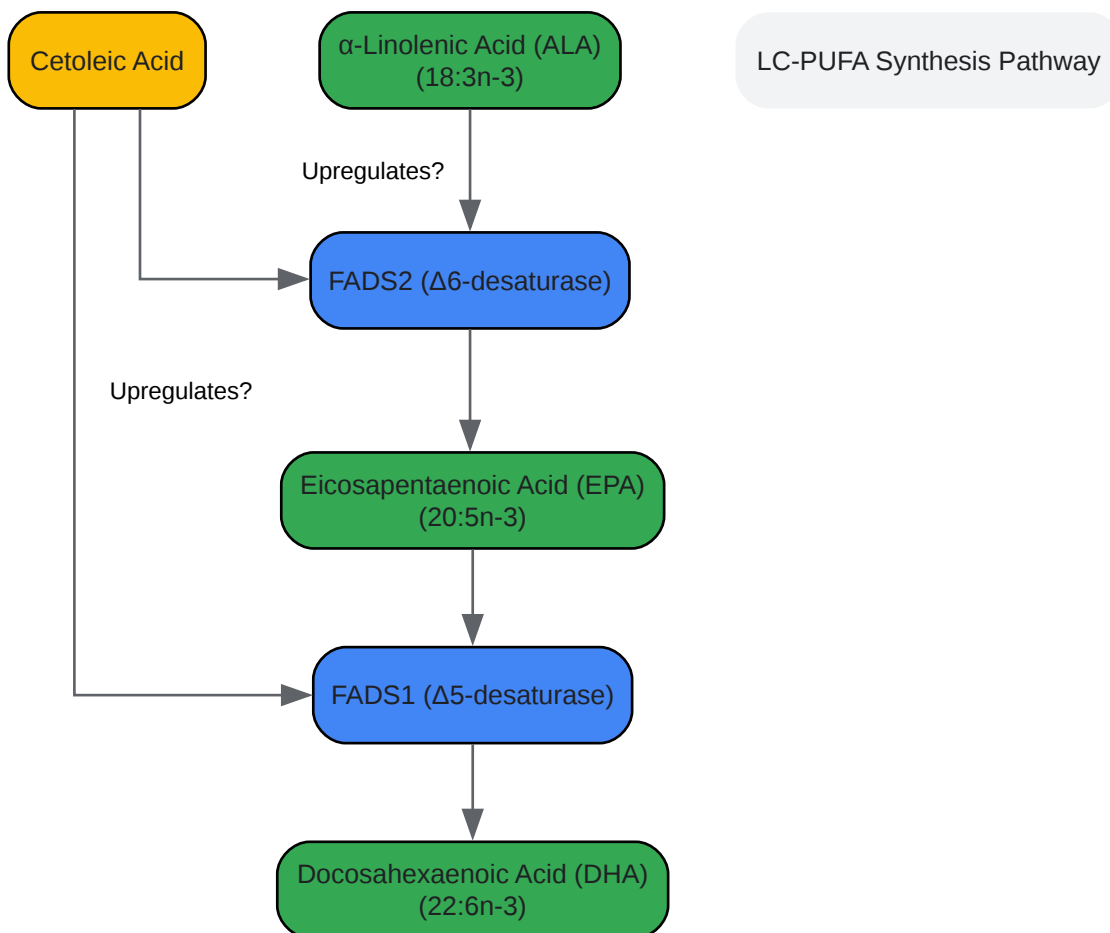 Cetoleic Acid
α-Linolenic Acid (ALA)
(18:3n-3)
LC-PUFA Synthesis Pathway
Upregulates?
FADS2 (Δ6-desaturase)
Upregulates?
Eicosapentaenoic Acid (EPA)
(20:5n-3)
FADS1 (Δ5-desaturase)
Docosahexaenoic Acid (DHA)
(22:6n-3)